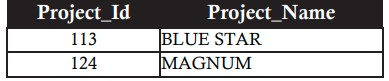 Project_Id Project_Name
113 BLUE STAR
124 MAGNUM